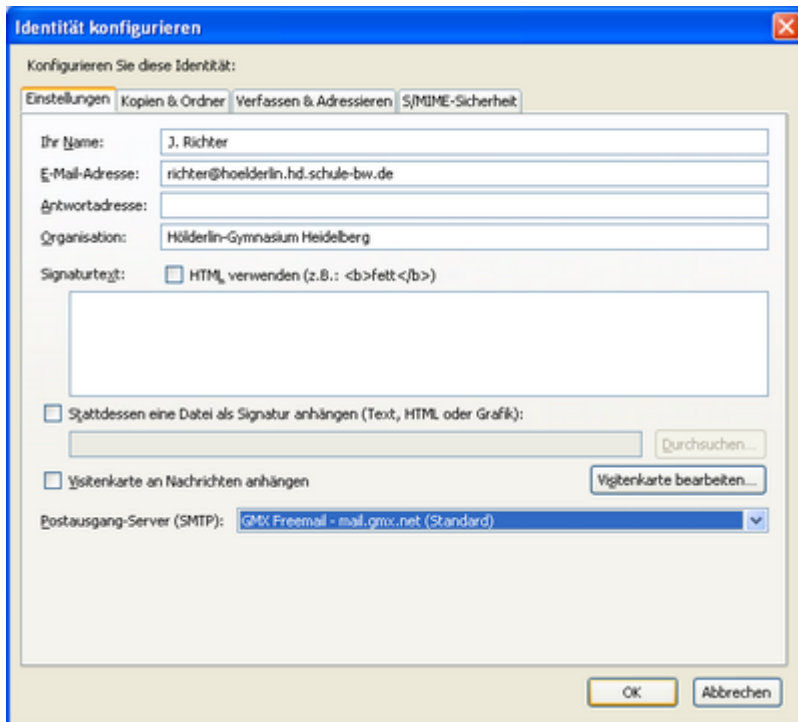 Identität konfigurieren
Konfigurieren Sie diese Identität:
Einstellungen Kopien & Ordner Verfassen & Adressieren S/MIME-Sicherheit
Ihr Name: J. Richter
E-Mail-Adresse: richter@hoelderlin.hd.schule-bw.de
Antwortadresse:
Organisation: Hölderlin-Gymnasium Heidelberg
Signaturtext: HTML verwenden (z.B.: <b>fett</b>)
Stattdessen eine Datei als Signatur anhängen (Text, HTML oder Grafik):
Durchsuchen...
Visitenkarte an Nachrichten anhängen Visitenkarte bearbeiten...
Postausgang-Server (SMTP): GMX Freemail - mail.gmx.net (Standard)
OK Abbrechen